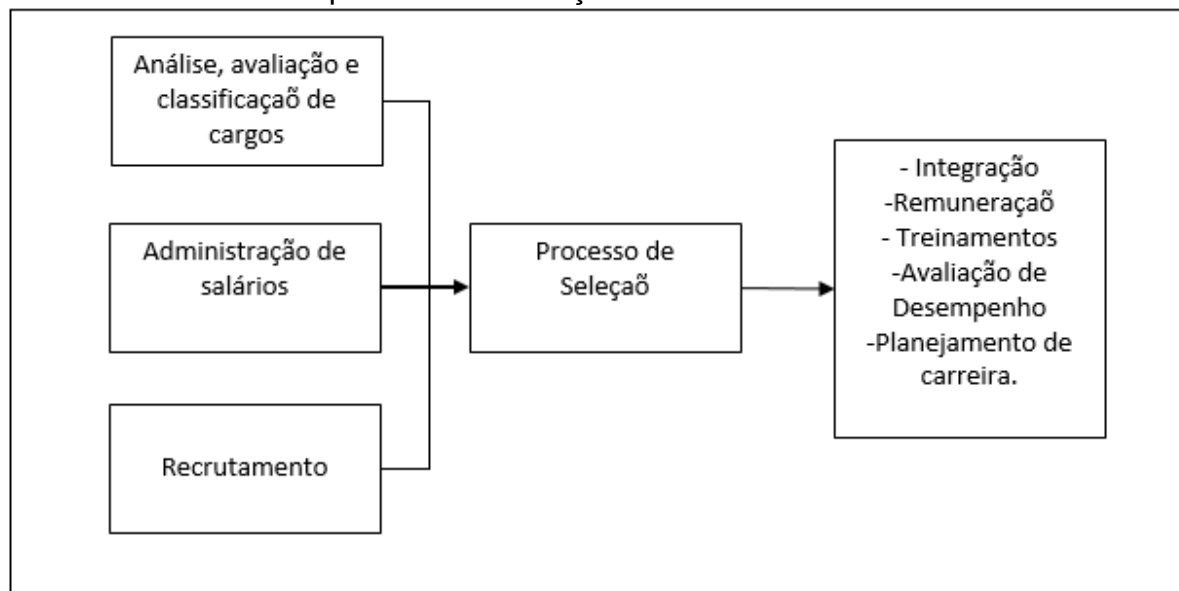 Análise, avaliação e
classificaçaõ de
cargos
Administração de
salários
Recrutamento
Processo de
Seleçaõ
- Integração
-Remuneraçaõ
- Treinamentos
-Avaliação de
Desempenho
-Planejamento de
carreira.